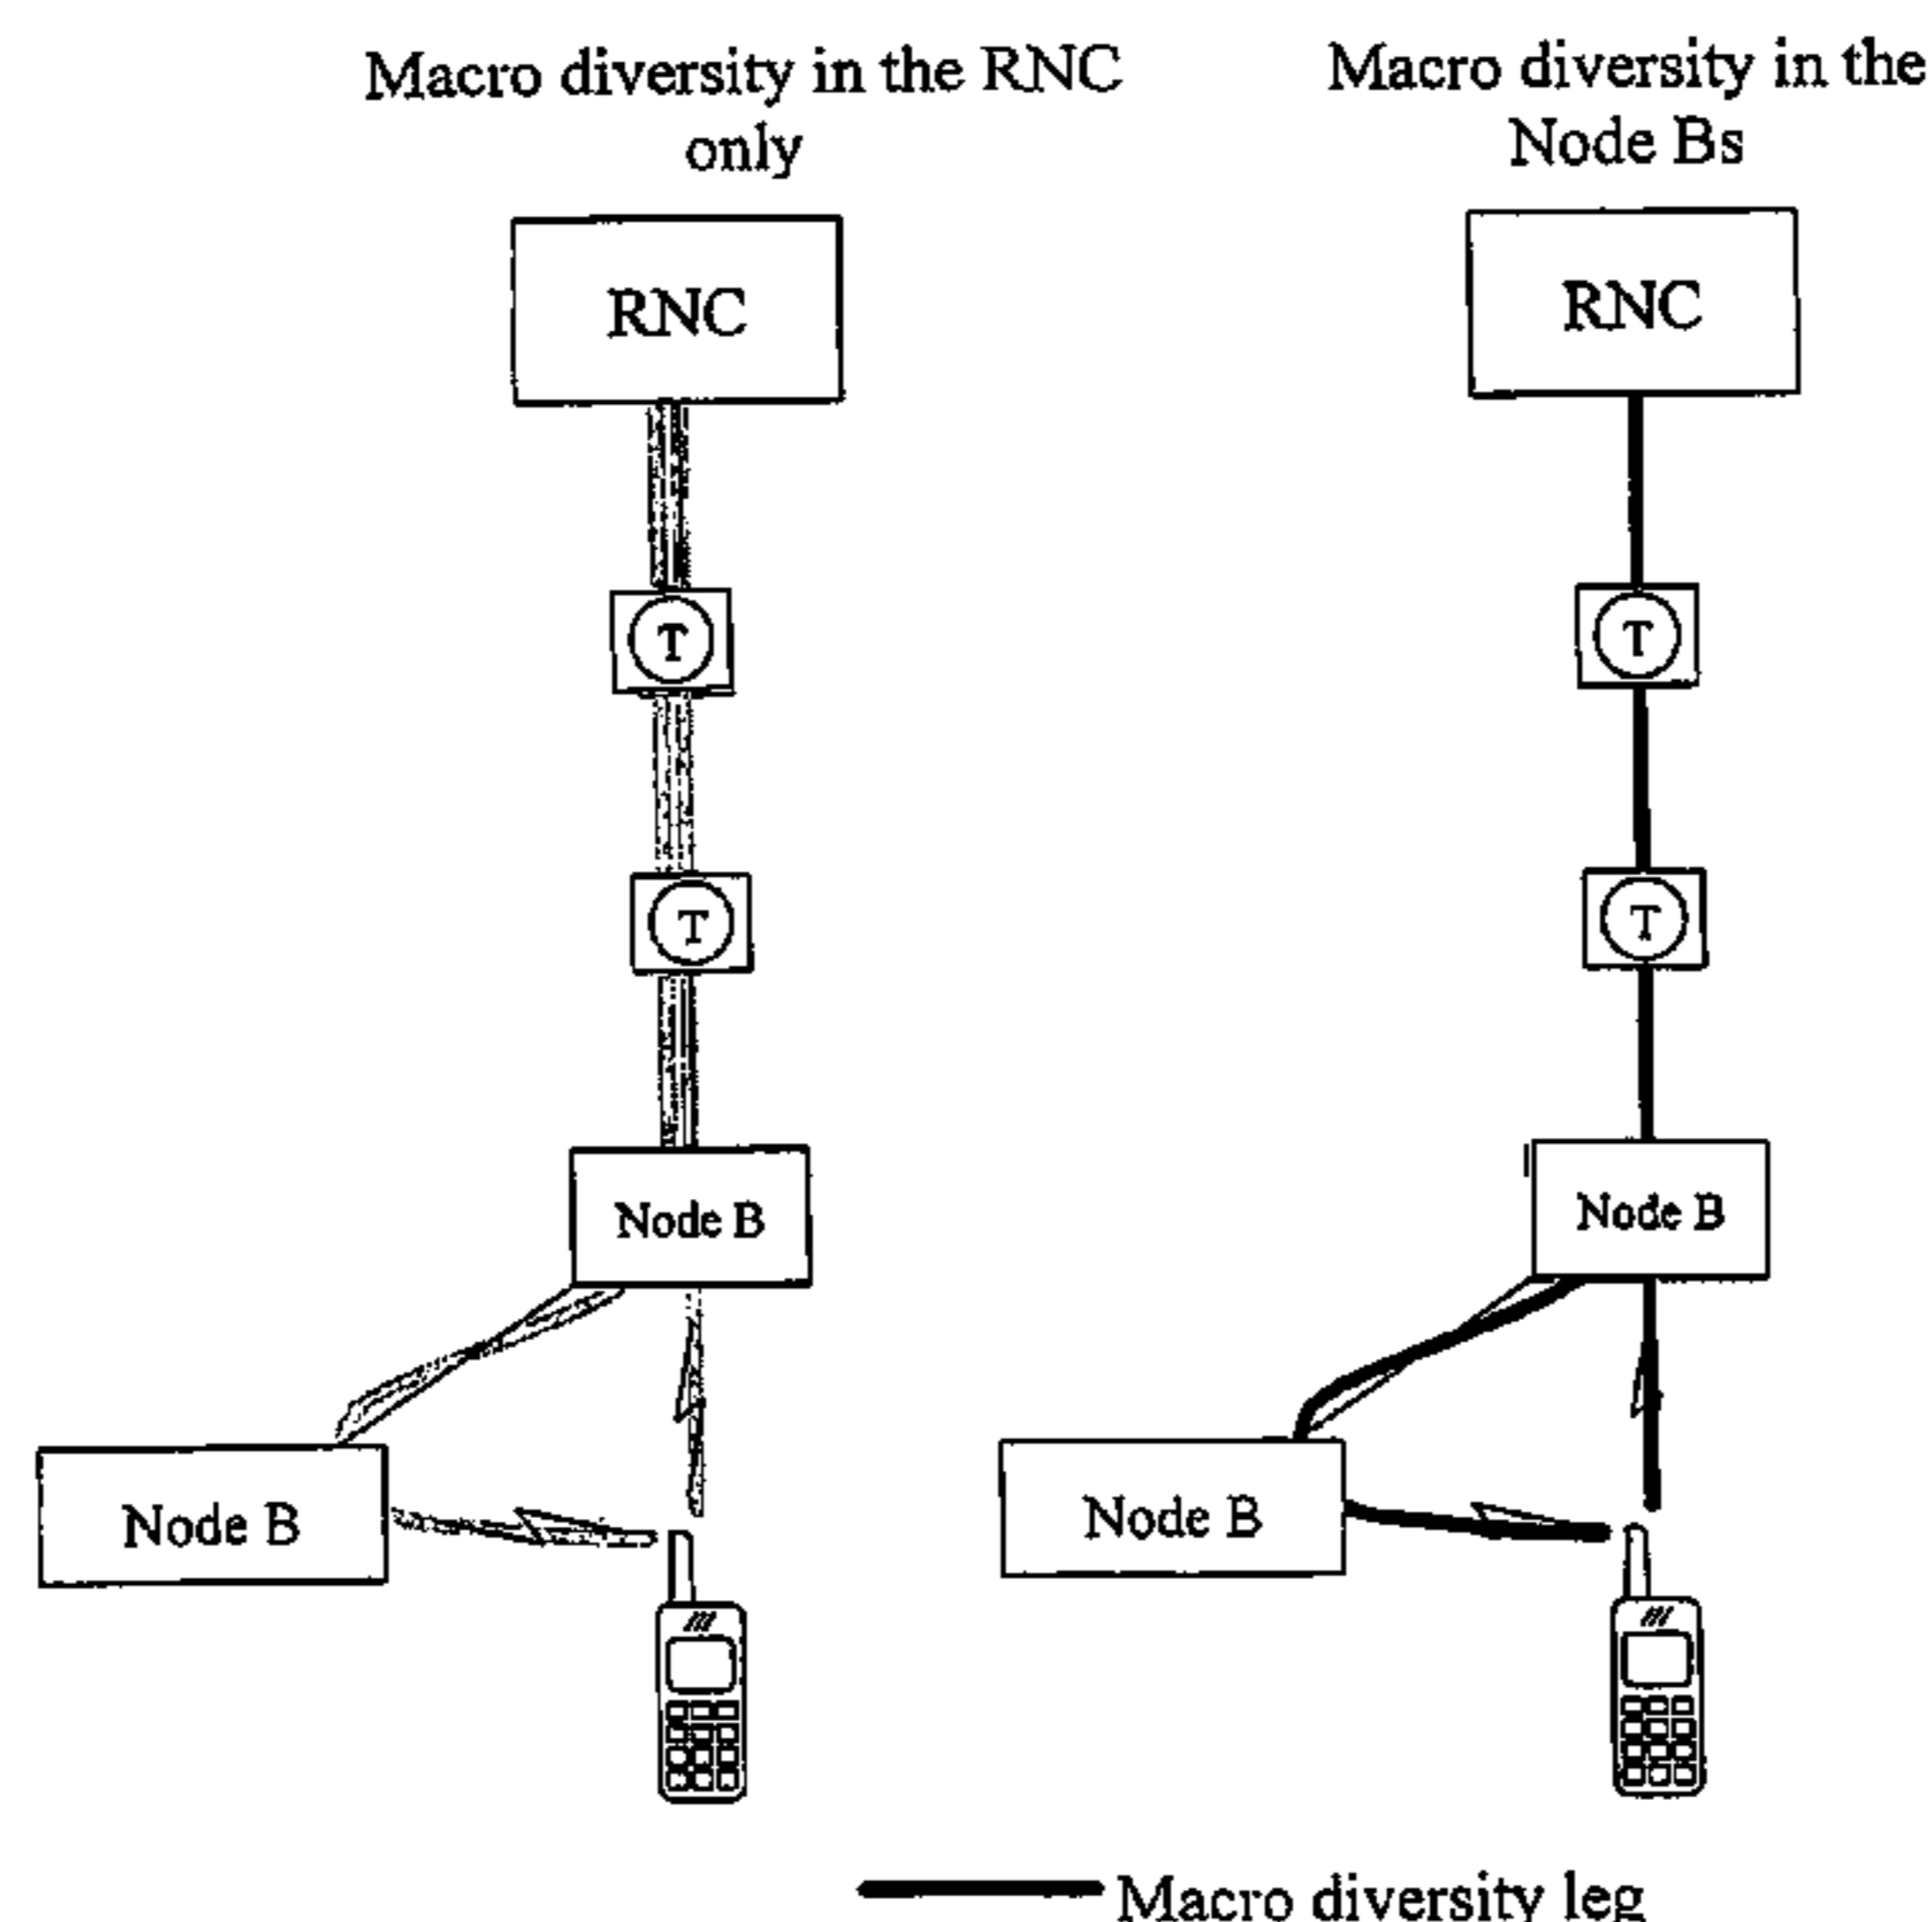 Macro diversity in the RNC
only
Macro diversity in the
Node Bs
RNC
RNC
T
T
T
T
Node B
Node B
Node B
Node B
Macro diversity leg